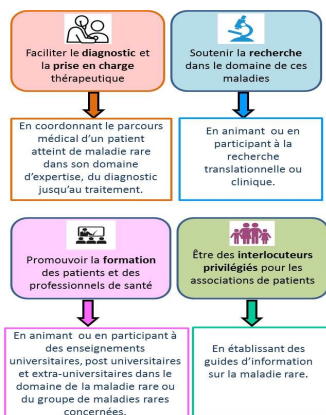 Faciliter le diagnostic et
la prise en charge
thérapeutique
Soutenir la recherche
dans le domaine de ces
maladies
En coordonnant le parcours
médical d'un patient
atteint de maladie rare
dans son domaine
d'expertise, du diagnostic
jusqu'au traitement.
En animant ou en
participant à la
recherche
translationnelle ou
clinique.
Promouvoir la formation
des patients et des
professionnels de santé
Être des interlocuteurs
privilégiés pour les
associations de patients
En animant ou en participant à
des enseignements
universitaires, post universitaires
et extra-universitaires dans le
domaine de la maladie rare ou
du groupe de maladies rares
concernées.
En établissant des
guides d'information
sur la maladie rare.